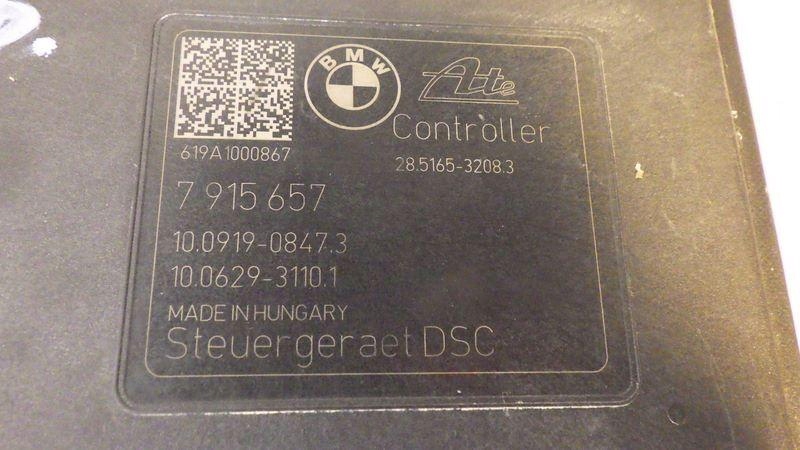 BMW
Ate
Controller
28.5165-3208.3
619A1000867
7 915 657
10.0919-0847.3
10.0629-3110.1
MADE IN HUNGARY
Steuergeraet DSC